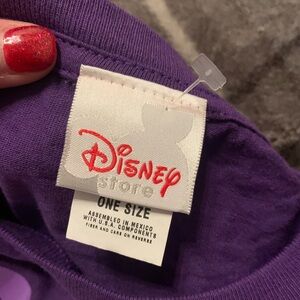 Disney
store
ONE SIZE
ASSEMBLED IN MEXICO
WITH U.S.A. COMPONENTS
FIBER AND CARE ON REVERSE